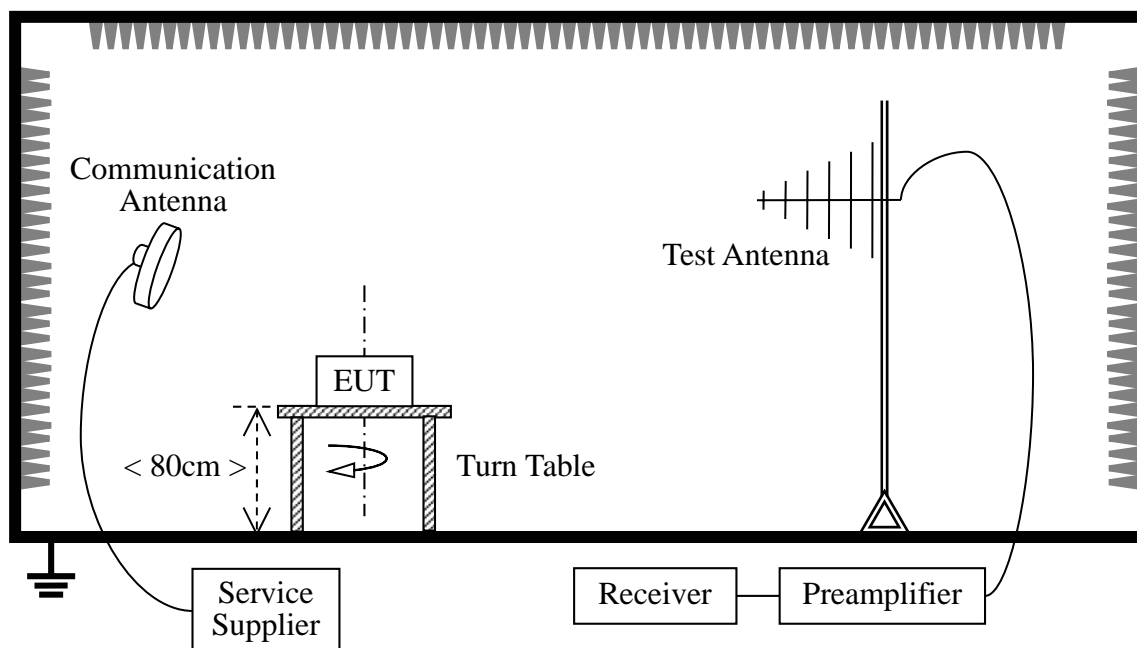 Communication
Antenna
Test Antenna
EUT
< 80cm >
Turn Table
Service
Supplier
Receiver
Preamplifier